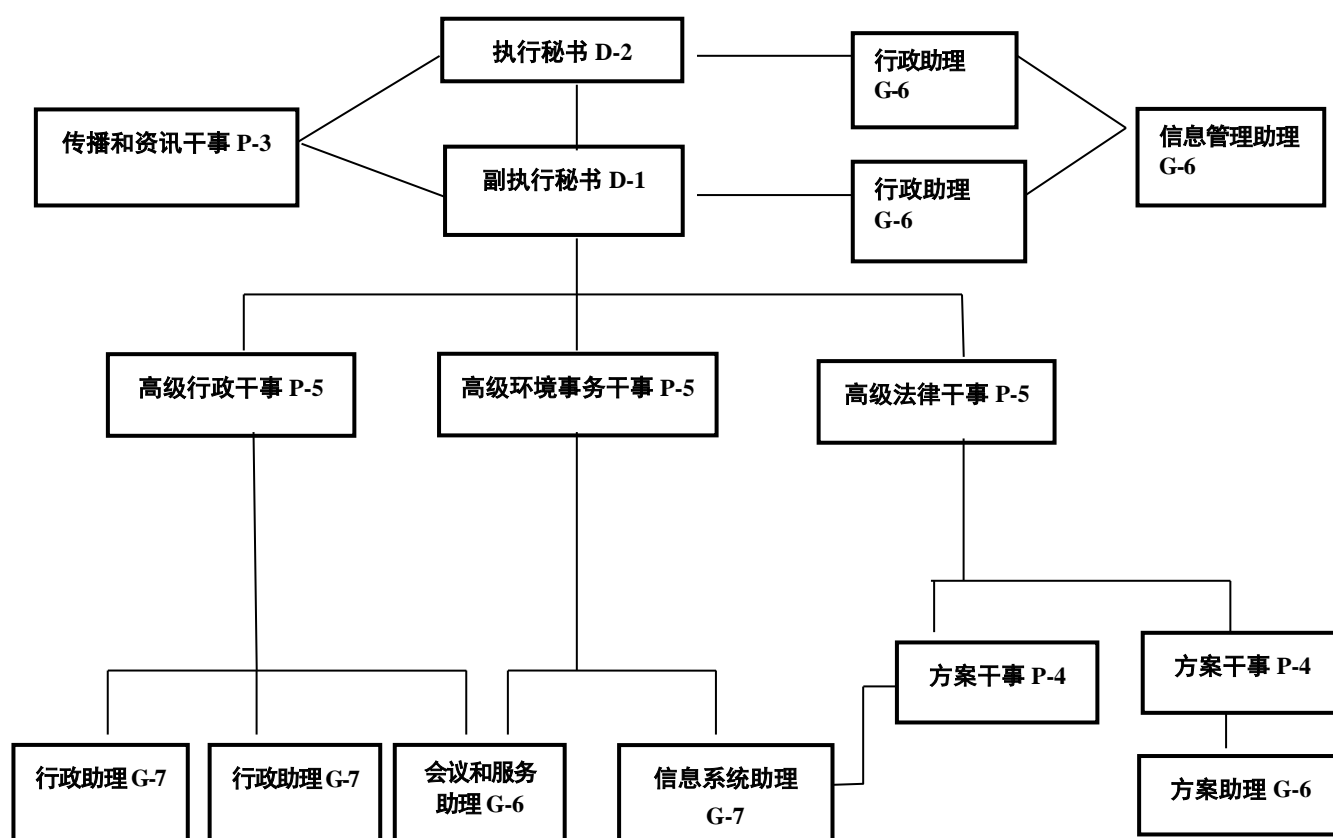 执行秘书 D-2
行政助理
G-6
传播和资讯干事 P-3
信息管理助理
G-6
副执行秘书 D-1
行政助理
G-6
高级行政干事 P-5
高级环境事务干事 P-5
高级法律干事 P-5
方案干事 P-4
方案干事 P-4
行政助理 G-7
行政助理 G-7
会议和服务
助理 G-6
信息系统助理
G-7
方案助理 G-6